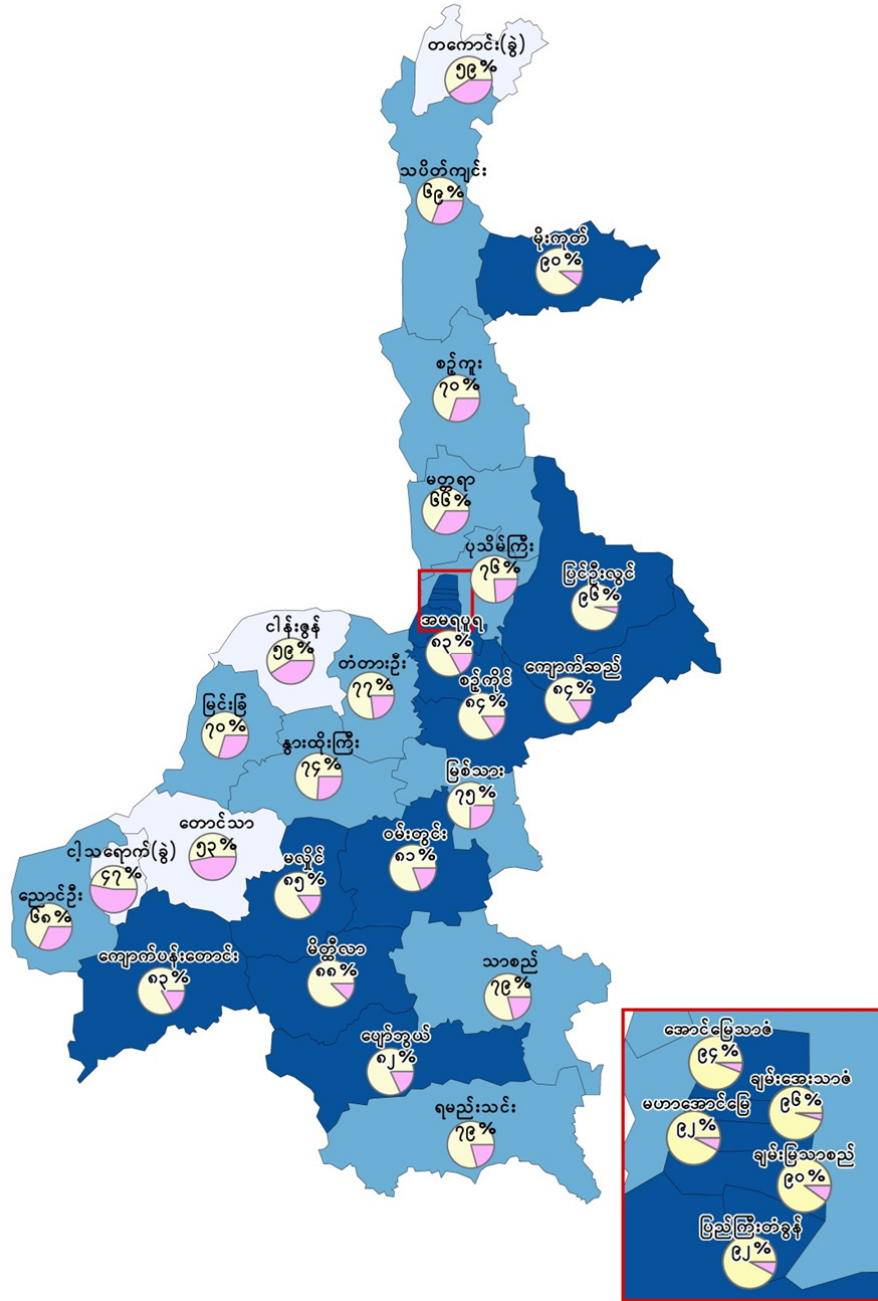 တကောင်း(ခွဲ)
၅၉%
သပိတ်ကျင်း
၆၉%
မိုးကုတ်
၉၀%
စဉ့်ကူး
၇၀%
မတ္တရာ
၆၆%
ပုသိမ်ကြီး
၇၆%
ပြင်ဦးလွင်
၉၆%
အမရပူရ
၈၃%
ငါန်းဇွန်
၅၉%
တံတားဦး
၇၇%
စဉ့်ကိုင်
၈၄%
ကျောက်ဆည်
၈၄%
မြင်းခြံ
၇၀%
နွားထိုးကြီး
၇၄%
မြစ်သား
၇၅%
တောင်သာ
၅၃%
ဝမ်းတွင်း
၈၁%
ငါ့သရောက်(ခွဲ)
၄၇%
မလှိုင်
၈၅%
ညောင်ဦး
၆၈%
ကျောက်ပန်းတောင်း
၈၃%
မိတ္ထီလာ
၈၈%
သာစည်
၇၉%
ပျော်ဘွယ်
၈၂%
ရမည်းသင်း
၇၉%
အောင်မြေသာဇံ
၉၄%
ချမ်းအေးသာဇံ
၉၆%
မဟာအောင်မြေ
၉၂%
ချမ်းမြသာစည်
၉၀%
ပြည်ကြီးတံခွန်
၉၂%